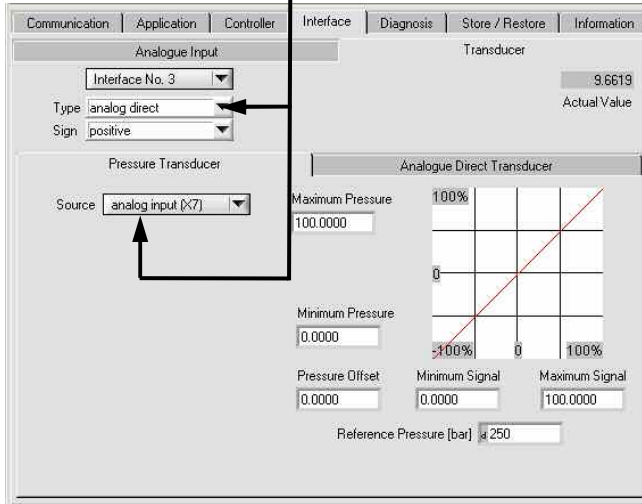 Communication Application Controller Interface Diagnosis Store / Restore Information
Analogue Input Transducer
Interface No. 3
9.6619
Type analog direct
Actual Value
Sign positive
Pressure Transducer Analogue Direct Transducer
Source analog input (X7)
Maximum Pressure
100.0000
100%
0
Minimum Pressure
0.0000
-100% 0 100%
Pressure Offset Minimum Signal Maximum Signal
0.0000 0.0000 100.0000
Reference Pressure [bar] d 250